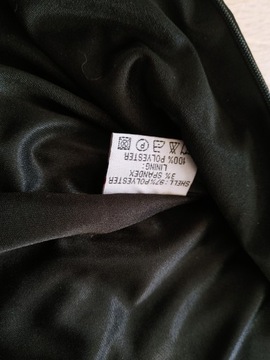 SHELL: 97% POLYESTER
3% SPANDEX
LINING:
100% POLYESTER